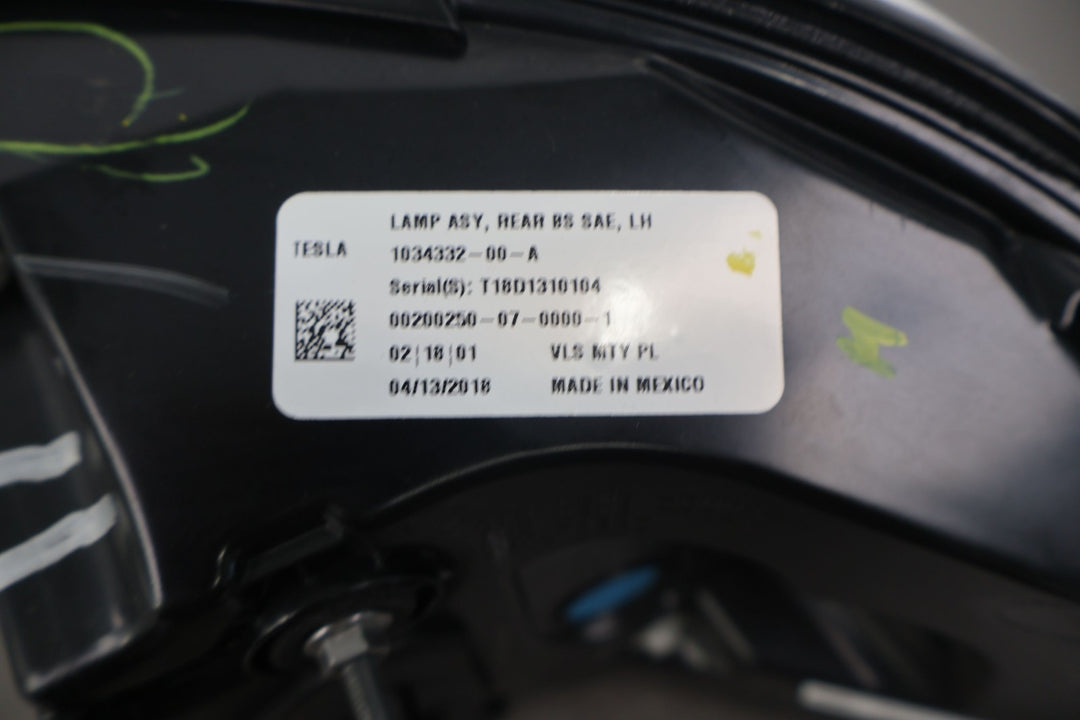 LAMP ASY, REAR BS SAE, LH
TESLA
1034332-00-A
Serial(S): T18D1310104
00200250-07-0000-1
02|18|01 VLS MTY PL
04/13/2018 MADE IN MEXICO